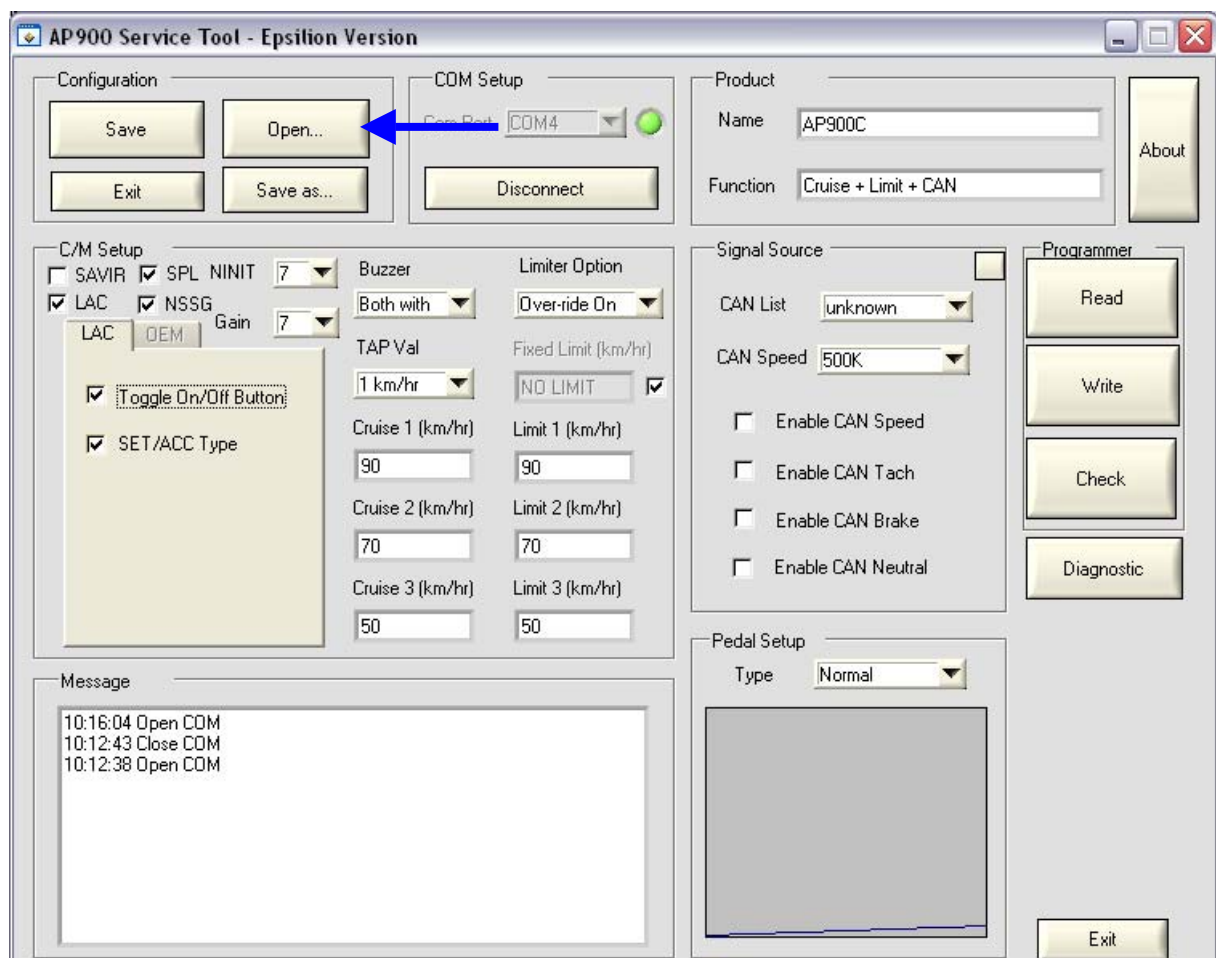 AP900 Service Tool - Epsilion Version
Configuration
Save
Open...
Exit
Save as...
COM Setup
Com Port
COM4
Disconnect
Product
Name
AP900C
Function
Cruise + Limit + CAN
About
C/M Setup
SAVIR
SPL
NINIT
7
LAC
NSSG
Gain
7
LAC
OEM
Toggle On/Off Button
SET/ACC Type
Buzzer
Both with
TAP Val
1 km/hr
Cruise 1 (km/hr)
90
Cruise 2 (km/hr)
70
Cruise 3 (km/hr)
50
Limiter Option
Over-ride On
Fixed Limit (km/hr)
NO LIMIT
Limit 1 (km/hr)
90
Limit 2 (km/hr)
70
Limit 3 (km/hr)
50
Signal Source
CAN List
unknown
CAN Speed
500K
Enable CAN Speed
Enable CAN Tach
Enable CAN Brake
Enable CAN Neutral
Programmer
Read
Write
Check
Diagnostic
Message
10:16:04 Open COM
10:12:43 Close COM
10:12:38 Open COM
Pedal Setup
Type
Normal
Exit